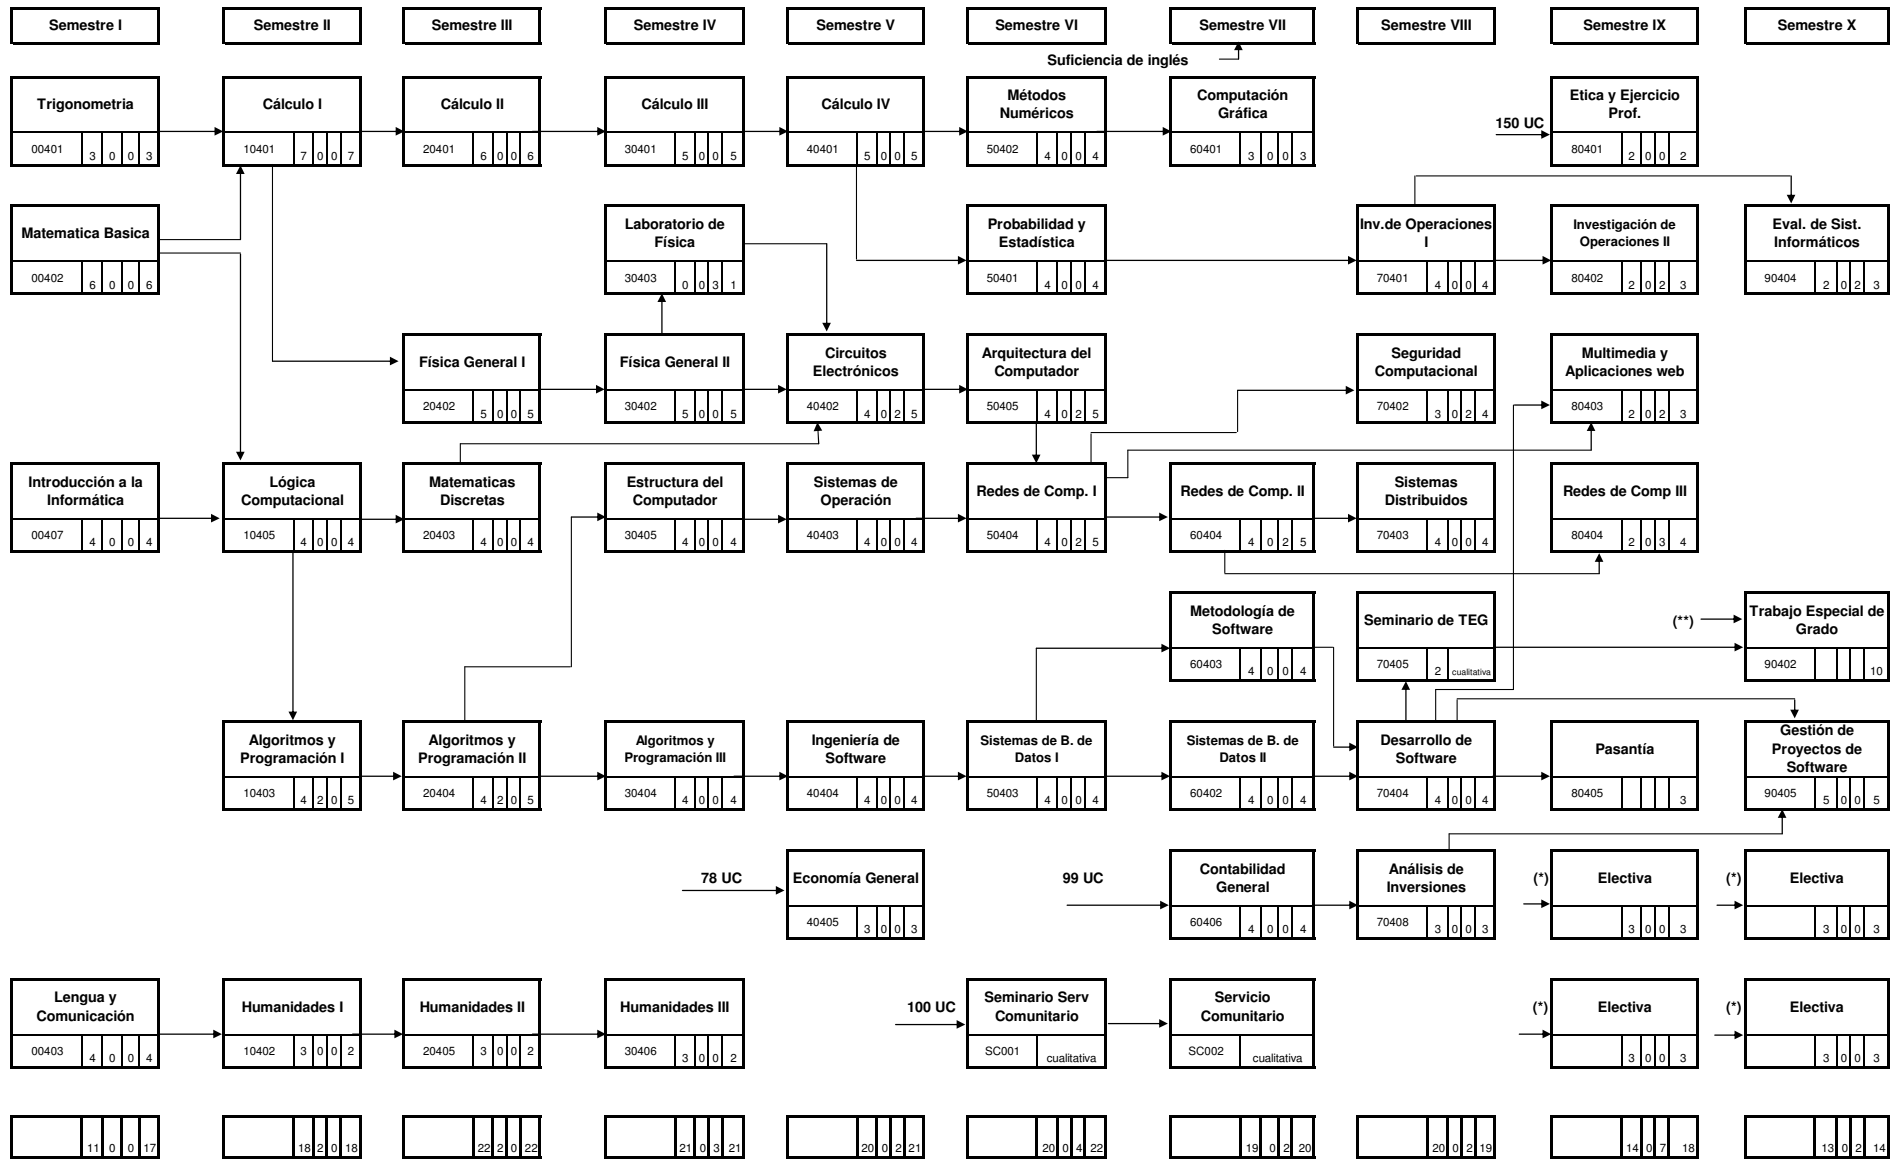 Semestre I
Semestre II
Semestre III
Semestre IV
Semestre V
Semestre VI
Semestre VII
Semestre VIII
Semestre IX
Semestre X
Suficiencia de inglés
Trigonometria
00401 3 0 0 3
Cálculo I
10401 7 0 0 7
Cálculo II
20401 6 0 0 6
Cálculo III
30401 5 0 0 5
Cálculo IV
40401 5 0 0 5
Métodos
Numéricos
50402 4 0 0 4
Computación
Gráfica
60401 3 0 0 3
150 UC
Etica y Ejercicio
Prof.
80401 2 0 0 2
Matematica Basica
00402 6 0 0 6
Laboratorio de
Física
30403 0 0 3 1
Probabilidad y
Estadística
50401 4 0 0 4
Inv.de Operaciones
I
70401 4 0 0 4
Investigación de
Operaciones II
80402 2 0 2 3
Eval. de Sist.
Informáticos
90404 2 0 2 3
Física General I
20402 5 0 0 5
Física General II
30402 5 0 0 5
Circuitos
Electrónicos
40402 4 0 2 5
Arquitectura del
Computador
50405 4 0 2 5
Seguridad
Computacional
70402 3 0 2 4
Multimedia y
Aplicaciones web
80403 2 0 2 3
Introducción a la
Informática
00407 4 0 0 4
Lógica
Computacional
10405 4 0 0 4
Matematicas
Discretas
20403 4 0 0 4
Estructura del
Computador
30405 4 0 0 4
Sistemas de
Operación
40403 4 0 0 4
Redes de Comp. I
50404 4 0 2 5
Redes de Comp. II
60404 4 0 2 5
Sistemas
Distribuidos
70403 4 0 0 4
Redes de Comp III
80404 2 0 3 4
Metodología de
Software
60403 4 0 0 4
Seminario de TEG
70405 2 cualitativa
(**)
Trabajo Especial de
Grado
90402 10
Algoritmos y
Programación I
10403 4 2 0 5
Algoritmos y
Programación II
20404 4 2 0 5
Algoritmos y
Programación III
30404 4 0 0 4
Ingeniería de
Software
40404 4 0 0 4
Sistemas de B. de
Datos I
50403 4 0 0 4
Sistemas de B. de
Datos II
60402 4 0 0 4
Desarrollo de
Software
70404 4 0 0 4
Pasantía
80405 3
Gestión de
Proyectos de
Software
90405 5 0 0 5
78 UC
Economía General
40405 3 0 0 3
99 UC
Contabilidad
General
60406 4 0 0 4
Análisis de
Inversiones
70408 3 0 0 3
(*)
Electiva
3 0 0 3
(*)
Electiva
3 0 0 3
Lengua y
Comunicación
00403 4 0 0 4
Humanidades I
10402 3 0 0 2
Humanidades II
20405 3 0 0 2
Humanidades III
30406 3 0 0 2
100 UC
Seminario Serv
Comunitario
SC001 cualitativa
Servicio
Comunitario
SC002 cualitativa
(*)
Electiva
3 0 0 3
(*)
Electiva
3 0 0 3
11 0 0 17
18 2 0 18
22 2 0 22
21 0 3 21
20 0 2 21
20 0 4 22
19 0 2 20
20 0 2 19
14 0 7 18
13 0 2 14